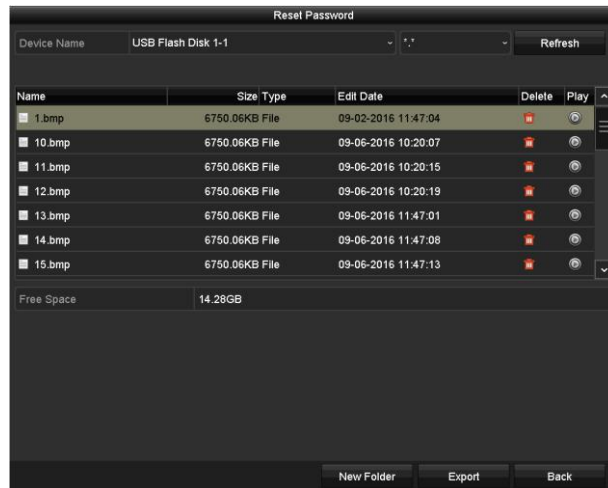 Reset Password
Device Name USB Flash Disk 1-1 *.* Refresh
Name Size Type Edit Date Delete Play
1.bmp 6750.06KB File 09-02-2016 11:47:04
10.bmp 6750.06KB File 09-06-2016 10:20:07
11.bmp 6750.06KB File 09-06-2016 10:20:15
12.bmp 6750.06KB File 09-06-2016 10:20:19
13.bmp 6750.06KB File 09-06-2016 11:47:01
14.bmp 6750.06KB File 09-06-2016 11:47:08
15.bmp 6750.06KB File 09-06-2016 11:47:13
Free Space 14.28GB
New Folder Export Back